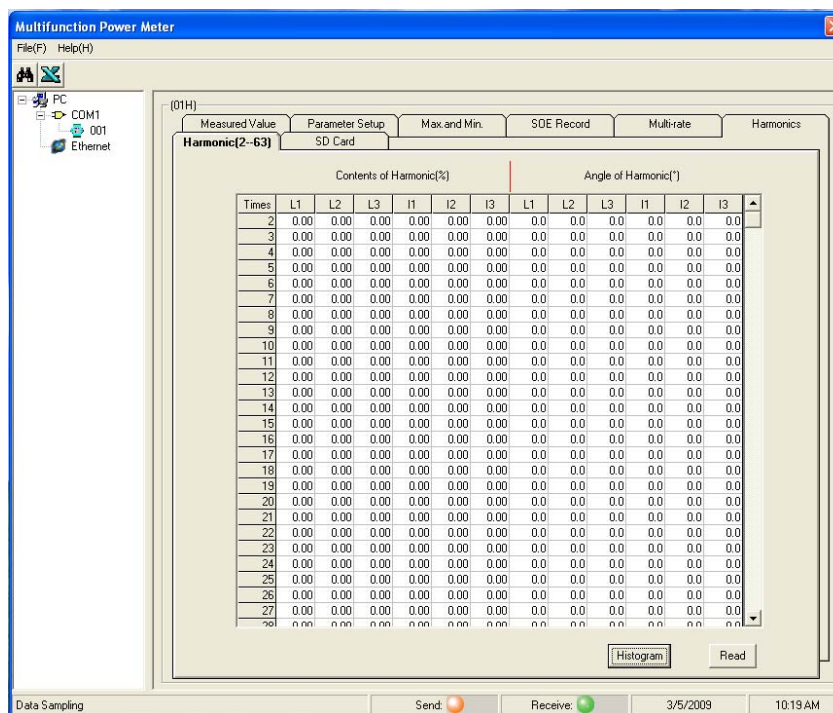 Multifunction Power Meter
File(F) Help(H)
PC
COM1
001
Ethernet
(01H)
Measured Value Parameter Setup Max.and Min. SOE Record Multi-rate Harmonics
Harmonic(2--63) SD Card
Contents of Harmonic(%) Angle of Harmonic(°)
Times L1 L2 L3 I1 I2 I3 L1 L2 L3 I1 I2 I3
2 0.00 0.00 0.00 0.00 0.00 0.00 0.0 0.0 0.0 0.0 0.0 0.0
3 0.00 0.00 0.00 0.00 0.00 0.00 0.0 0.0 0.0 0.0 0.0 0.0
4 0.00 0.00 0.00 0.00 0.00 0.00 0.0 0.0 0.0 0.0 0.0 0.0
5 0.00 0.00 0.00 0.00 0.00 0.00 0.0 0.0 0.0 0.0 0.0 0.0
6 0.00 0.00 0.00 0.00 0.00 0.00 0.0 0.0 0.0 0.0 0.0 0.0
7 0.00 0.00 0.00 0.00 0.00 0.00 0.0 0.0 0.0 0.0 0.0 0.0
8 0.00 0.00 0.00 0.00 0.00 0.00 0.0 0.0 0.0 0.0 0.0 0.0
9 0.00 0.00 0.00 0.00 0.00 0.00 0.0 0.0 0.0 0.0 0.0 0.0
10 0.00 0.00 0.00 0.00 0.00 0.00 0.0 0.0 0.0 0.0 0.0 0.0
11 0.00 0.00 0.00 0.00 0.00 0.00 0.0 0.0 0.0 0.0 0.0 0.0
12 0.00 0.00 0.00 0.00 0.00 0.00 0.0 0.0 0.0 0.0 0.0 0.0
13 0.00 0.00 0.00 0.00 0.00 0.00 0.0 0.0 0.0 0.0 0.0 0.0
14 0.00 0.00 0.00 0.00 0.00 0.00 0.0 0.0 0.0 0.0 0.0 0.0
15 0.00 0.00 0.00 0.00 0.00 0.00 0.0 0.0 0.0 0.0 0.0 0.0
16 0.00 0.00 0.00 0.00 0.00 0.00 0.0 0.0 0.0 0.0 0.0 0.0
17 0.00 0.00 0.00 0.00 0.00 0.00 0.0 0.0 0.0 0.0 0.0 0.0
18 0.00 0.00 0.00 0.00 0.00 0.00 0.0 0.0 0.0 0.0 0.0 0.0
19 0.00 0.00 0.00 0.00 0.00 0.00 0.0 0.0 0.0 0.0 0.0 0.0
20 0.00 0.00 0.00 0.00 0.00 0.00 0.0 0.0 0.0 0.0 0.0 0.0
21 0.00 0.00 0.00 0.00 0.00 0.00 0.0 0.0 0.0 0.0 0.0 0.0
22 0.00 0.00 0.00 0.00 0.00 0.00 0.0 0.0 0.0 0.0 0.0 0.0
23 0.00 0.00 0.00 0.00 0.00 0.00 0.0 0.0 0.0 0.0 0.0 0.0
24 0.00 0.00 0.00 0.00 0.00 0.00 0.0 0.0 0.0 0.0 0.0 0.0
25 0.00 0.00 0.00 0.00 0.00 0.00 0.0 0.0 0.0 0.0 0.0 0.0
26 0.00 0.00 0.00 0.00 0.00 0.00 0.0 0.0 0.0 0.0 0.0 0.0
27 0.00 0.00 0.00 0.00 0.00 0.00 0.0 0.0 0.0 0.0 0.0 0.0
Histogram Read
Data Sampling Send: Receive: 3/5/2009 10:19 AM